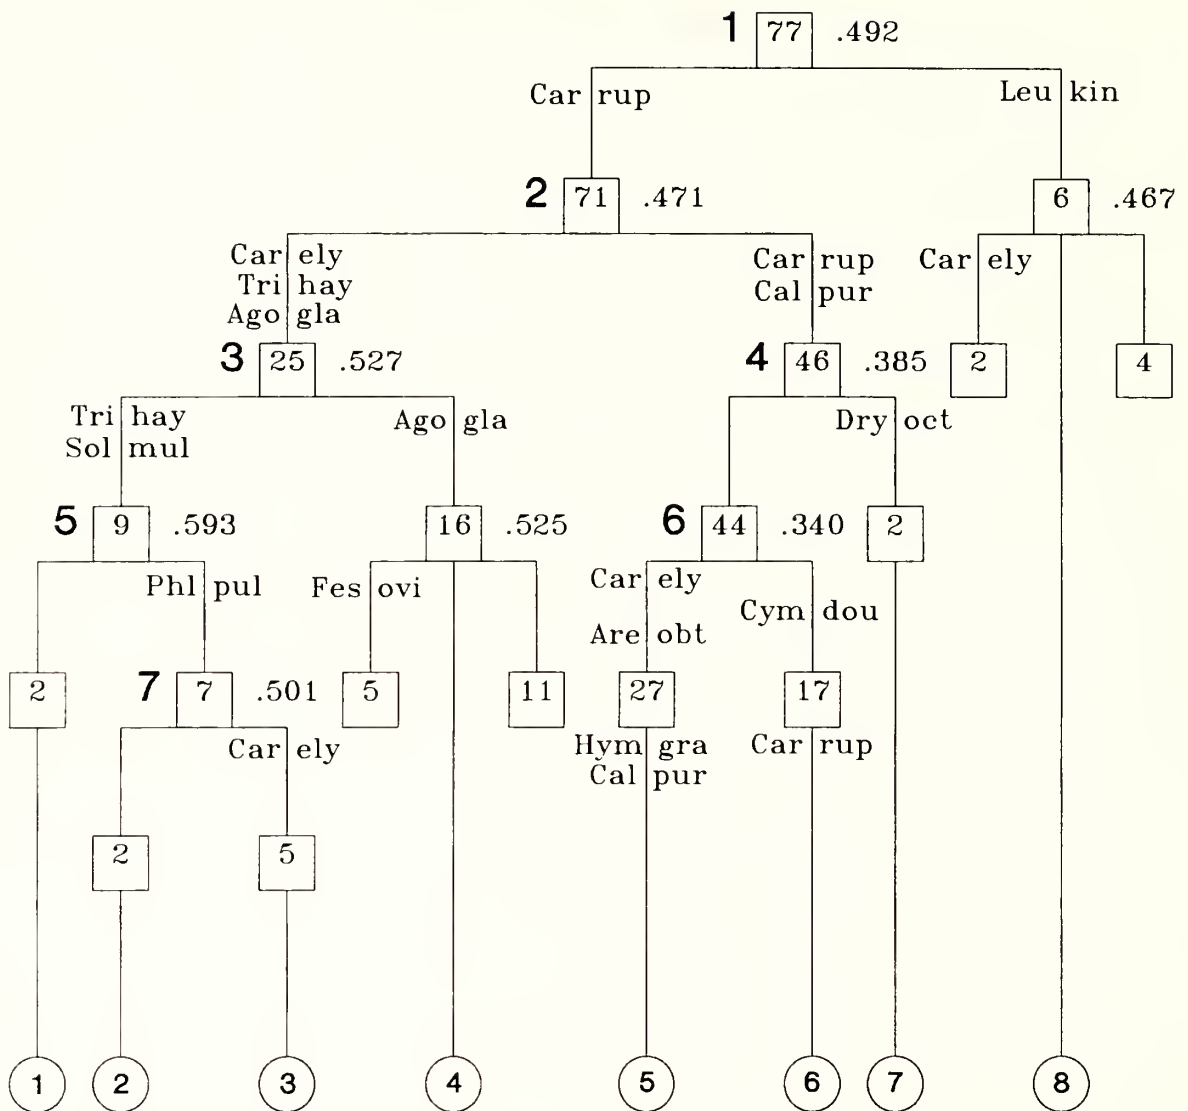 1 77 .492
Car rup Leu kin
2 71 .471 6 .467
Car ely Car rup Car ely
Tri hay Cal pur
Ago gla
3 25 .527 4 46 .385 2 4
Tri hay Ago gla Dry oct
Sol mul
5 9 .593 16 .525 6 44 .340 2
Phl pul Fes ovi Car ely
Cym dou
Are obt
2 7 7 .501 5 11 27 17
Car ely Hym gra Car rup
Cal pur
2 5
1 2 3 4 5 6 7 8